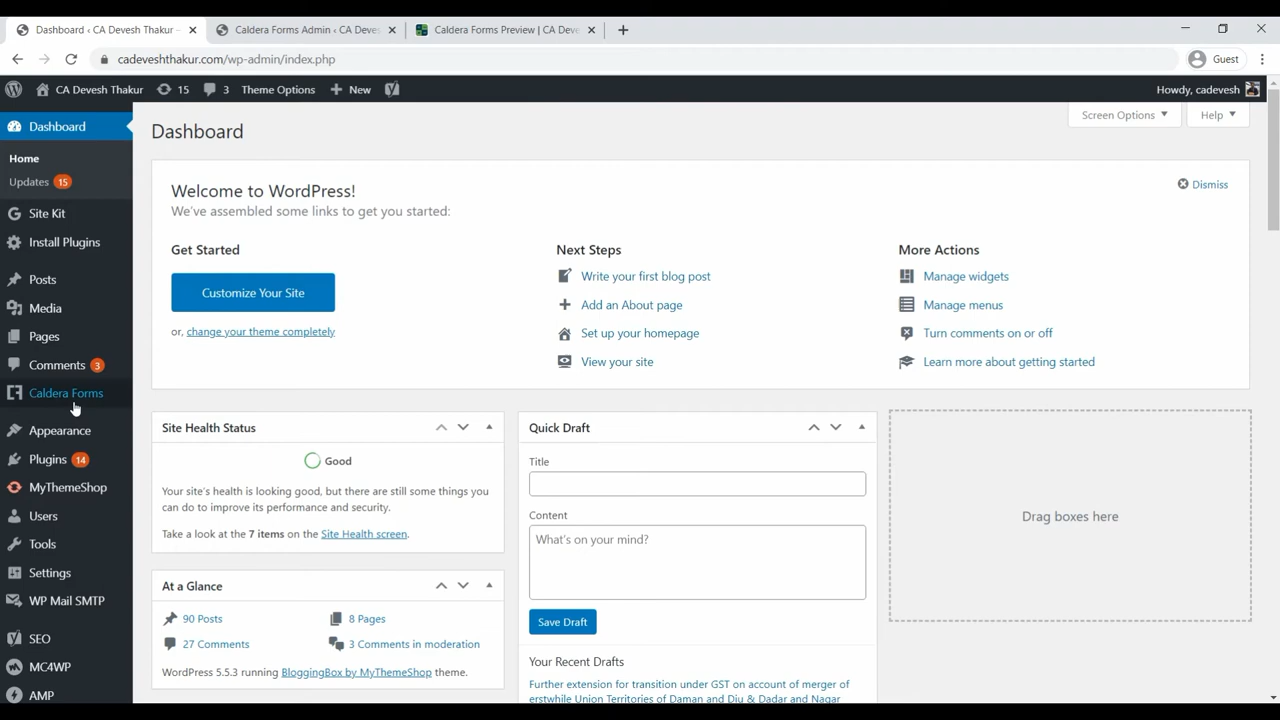 Dashboard ‹ CA Devesh Thakur –
Caldera Forms Admin ‹ CA Deves
Caldera Forms Preview | CA Deve
cadeveshthakur.com/wp-admin/index.php
Guest
CA Devesh Thakur
15
3
Theme Options
New
Howdy, cadevesh
Dashboard
Home
Updates 15
Site Kit
Install Plugins
Posts
Media
Pages
Comments 3
Caldera Forms
Appearance
Plugins 14
MyThemeShop
Users
Tools
Settings
WP Mail SMTP
SEO
MC4WP
AMP
Dashboard
Screen Options
Help
Welcome to WordPress!
Dismiss
We've assembled some links to get you started:
Get Started
Customize Your Site
or, change your theme completely
Next Steps
Write your first blog post
Add an About page
Set up your homepage
View your site
More Actions
Manage widgets
Manage menus
Turn comments on or off
Learn more about getting started
Site Health Status
Good
Your site's health is looking good, but there are still some things you
can do to improve its performance and security.
Take a look at the 7 items on the Site Health screen.
At a Glance
90 Posts
8 Pages
27 Comments
3 Comments in moderation
WordPress 5.5.3 running BloggingBox by MyThemeShop theme.
Quick Draft
Title
Content
What's on your mind?
Save Draft
Your Recent Drafts
Further extension for transition under GST on account of merger of
erstwhile Union Territories of Daman and Diu & Dadar and Nagar
Drag boxes here